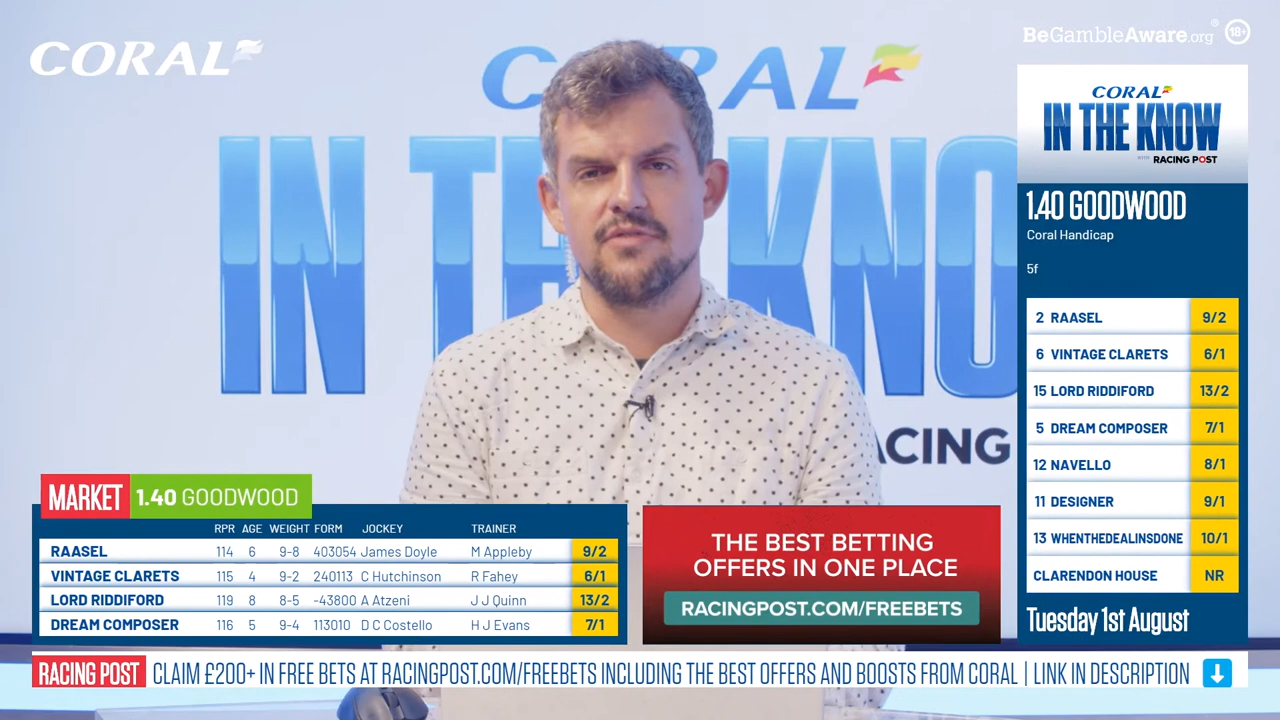 CORAL
BeGambleAware.org® 18+
CORAL
IN THE KNOW
RACING
CORAL
IN THE KNOW
WITH RACING POST
1.40 GOODWOOD
Coral Handicap
5f
2 RAASEL 9/2
6 VINTAGE CLARETS 6/1
15 LORD RIDDIFORD 13/2
5 DREAM COMPOSER 7/1
12 NAVELLO 8/1
11 DESIGNER 9/1
13 WHENTHEDEALINSDONE 10/1
CLARENDON HOUSE NR
Tuesday 1st August
MARKET 1.40 GOODWOOD
RPR AGE WEIGHT FORM JOCKEY TRAINER
RAASEL 114 6 9-8 403054 James Doyle M Appleby 9/2
VINTAGE CLARETS 115 4 9-2 240113 C Hutchinson R Fahey 6/1
LORD RIDDIFORD 119 8 8-5 -43800 A Atzeni J J Quinn 13/2
DREAM COMPOSER 116 5 9-4 113010 D C Costello H J Evans 7/1
THE BEST BETTING
OFFERS IN ONE PLACE
RACINGPOST.COM/FREEBETS
RACING POST CLAIM £200+ IN FREE BETS AT RACINGPOST.COM/FREEBETS INCLUDING THE BEST OFFERS AND BOOSTS FROM CORAL | LINK IN DESCRIPTION